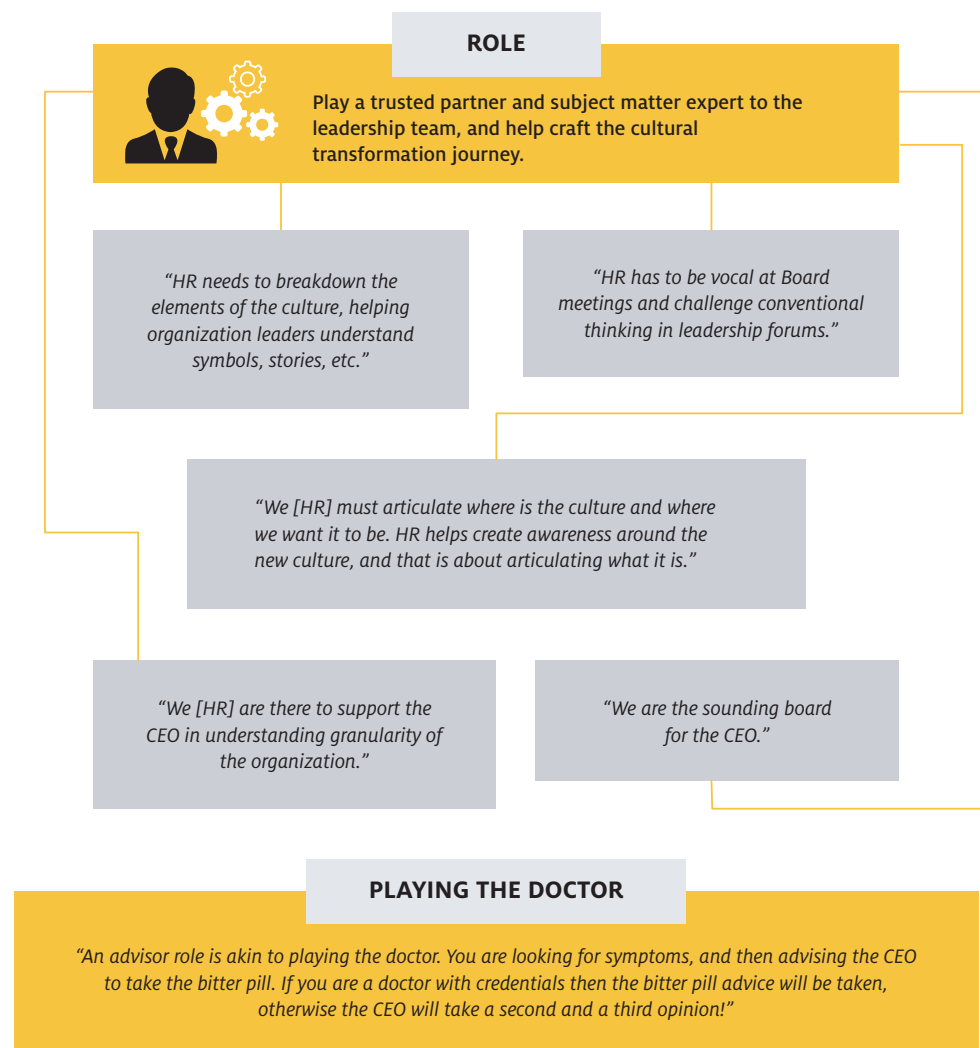 ROLE
Play a trusted partner and subject matter expert to the
leadership team, and help craft the cultural
transformation journey.
“HR needs to breakdown the
elements of the culture, helping
organization leaders understand
symbols, stories, etc.”
“HR has to be vocal at Board
meetings and challenge conventional
thinking in leadership forums.”
“We [HR] must articulate where is the culture and where
we want it to be. HR helps create awareness around the
new culture, and that is about articulating what it is.”
“We [HR] are there to support the
CEO in understanding granularity of
the organization.”
“We are the sounding board
for the CEO.”
PLAYING THE DOCTOR
“An advisor role is akin to playing the doctor. You are looking for symptoms, and then advising the CEO
to take the bitter pill. If you are a doctor with credentials then the bitter pill advice will be taken,
otherwise the CEO will take a second and a third opinion!”